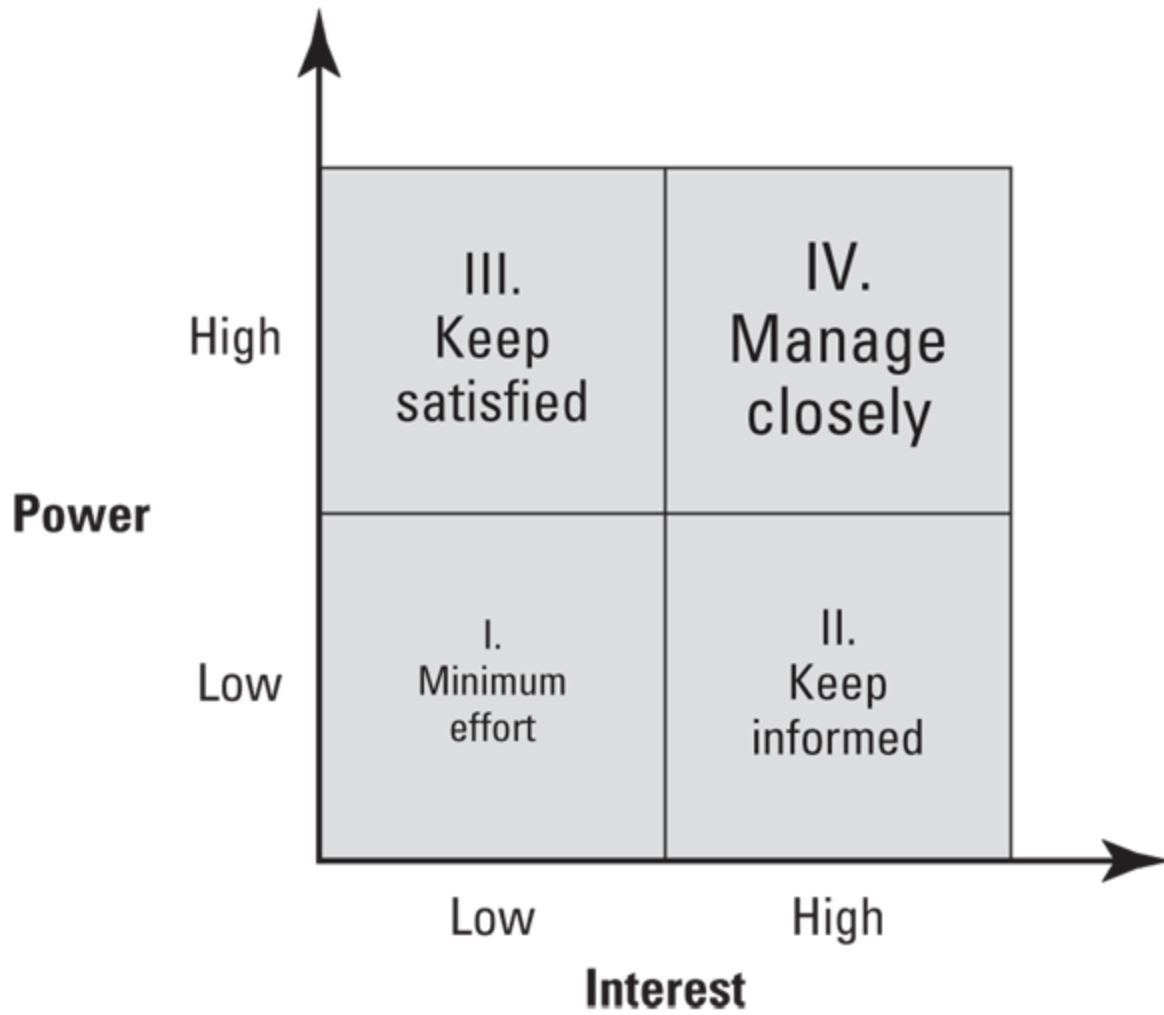 III.
Keep
satisfied
IV.
Manage
closely
High
Power
I.
Minimum
effort
II.
Keep
informed
Low
Low
High
Interest